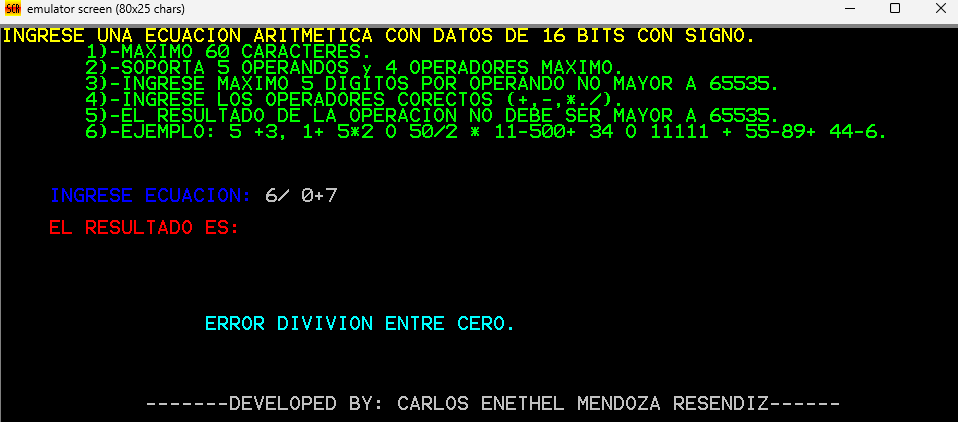 emulator screen (80x25 chars)
INGRESE UNA ECUACION ARITMETICA CON DATOS DE 16 BITS CON SIGNO.
1)-MAXIMO 60 CARACTERES.
2)-SOPORTA 5 OPERANDOS y 4 OPERADORES MAXIMO.
3)-INGRESE MAXIMO 5 DIGITOS POR OPERANDO NO MAYOR A 65535.
4)-INGRESE LOS OPERADORES CORECTOS (+,-,*./).
5)-EL RESULTADO DE LA OPERACION NO DEBE SER MAYOR A 65535.
6)-EJEMPLO: 5 +3, 1+ 5*2 O 50/2 * 11-500+ 34 O 11111 + 55-89+ 44-6.
INGRESE ECUACION: 6/ 0+7
EL RESULTADO ES:
ERROR DIVIVION ENTRE CERO.
-------DEVELOPED BY: CARLOS ENETHEL MENDOZA RESENDIZ------